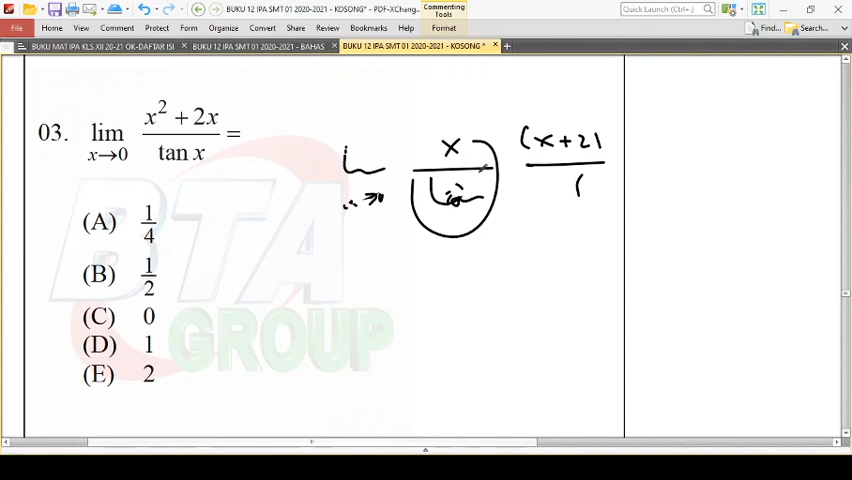 BUKU 12 IPA SMT 01 2020-2021 - KOSONG* - PDF-XChang
Commenting Tools
Quick Launch (Ctrl+.)
File
Home
View
Comment
Protect
Form
Organize
Convert
Share
Review
Bookmarks
Help
Format
Find...
Search...
BUKU MAT IPA KLS XII 20-21 OK-DAFTAR ISI
BUKU 12 IPA SMT 01 2020-2021 - BAHAS
BUKU 12 IPA SMT 01 2020-2021 - KOSONG *
03. lim x→0 (x² + 2x)/(tan x) =
x (x+2)
(A) 1/4
(B) 1/2
(C) 0
(D) 1
(E) 2
BTA
GROUP